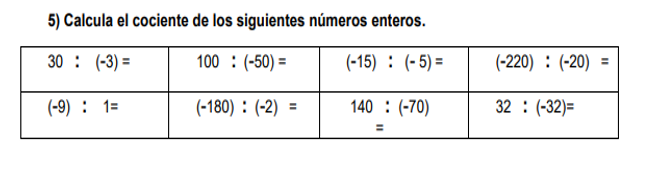 5) Calcula el cociente de los siguientes números enteros.
30 : (-3) = 100 : (-50) = (-15) : (- 5) = (-220) : (-20) =
(-9) : 1= (-180) : (-2) = 140 : (-70) = 32 : (-32)=